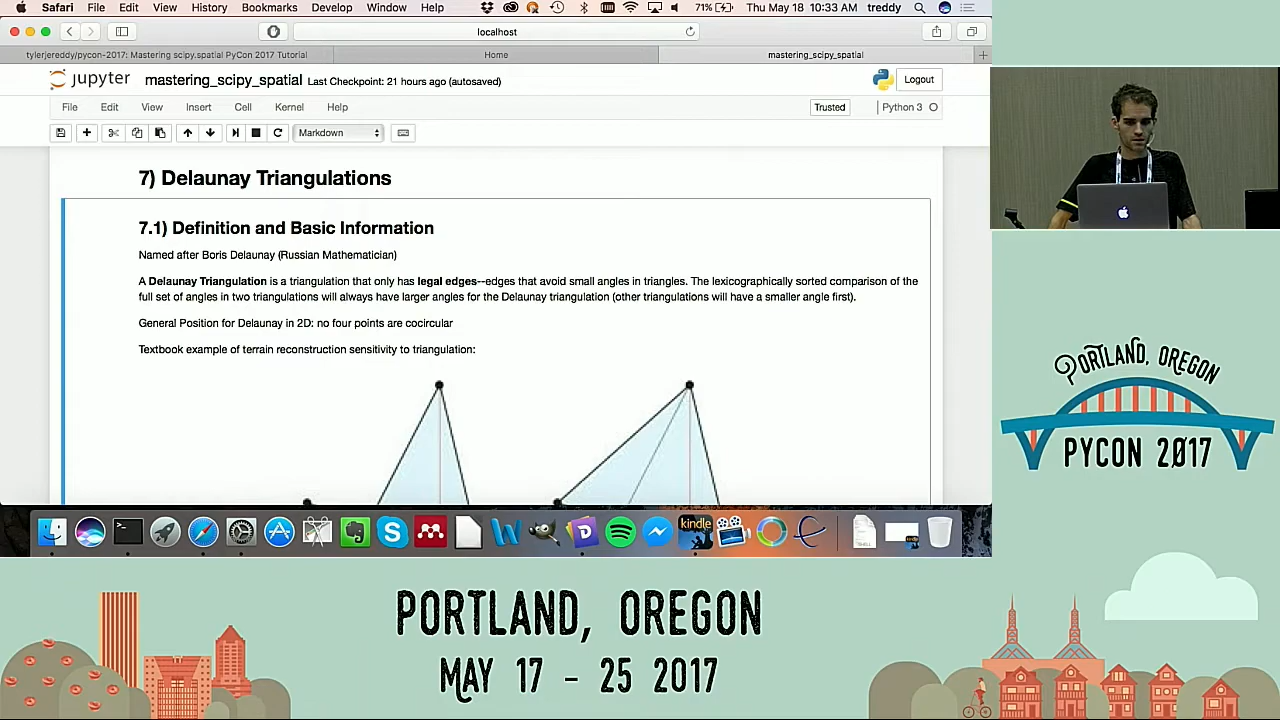 Safari File Edit View History Bookmarks Develop Window Help 71% Thu May 18 10:33 AM treddy
localhost
tylerjereddy/pycon-2017: Mastering scipy.spatial PyCon 2017 Tutorial Home mastering_scipy_spatial
jupyter mastering_scipy_spatial Last Checkpoint: 21 hours ago (autosaved) Logout
File Edit View Insert Cell Kernel Help Trusted Python 3
Markdown
7) Delaunay Triangulations
7.1) Definition and Basic Information
Named after Boris Delaunay (Russian Mathematician)
A Delaunay Triangulation is a triangulation that only has legal edges--edges that avoid small angles in triangles. The lexicographically sorted comparison of the
full set of angles in two triangulations will always have larger angles for the Delaunay triangulation (other triangulations will have a smaller angle first).
General Position for Delaunay in 2D: no four points are cocircular
Textbook example of terrain reconstruction sensitivity to triangulation:
kindle
PORTLAND, OREGON
PYCON 2017
PORTLAND, OREGON
MAY 17 - 25 2017